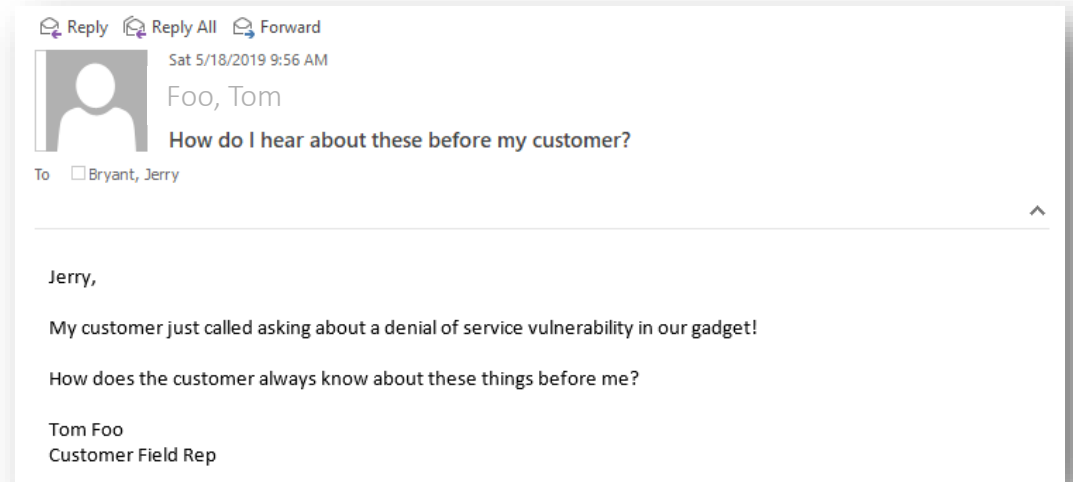 Reply Reply All Forward
Sat 5/18/2019 9:56 AM
Foo, Tom
How do I hear about these before my customer?
To Bryant, Jerry
Jerry,
My customer just called asking about a denial of service vulnerability in our gadget!
How does the customer always know about these things before me?
Tom Foo
Customer Field Rep